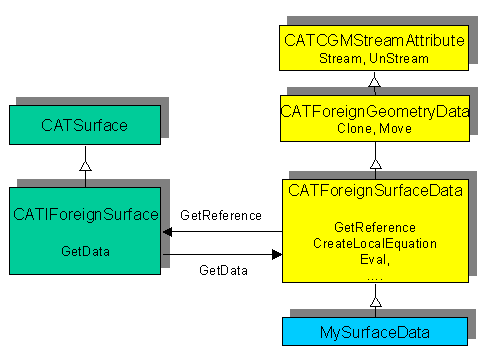 CATCGMStreamAttribute
Stream, UnStream
CATSurface
CATForeignGeometryData
Clone, Move
CATIForeignSurface
GetData
GetReference
GetData
CATForeignSurfaceData
GetReference
CreateLocalEquation
Eval,
....
MySurfaceData